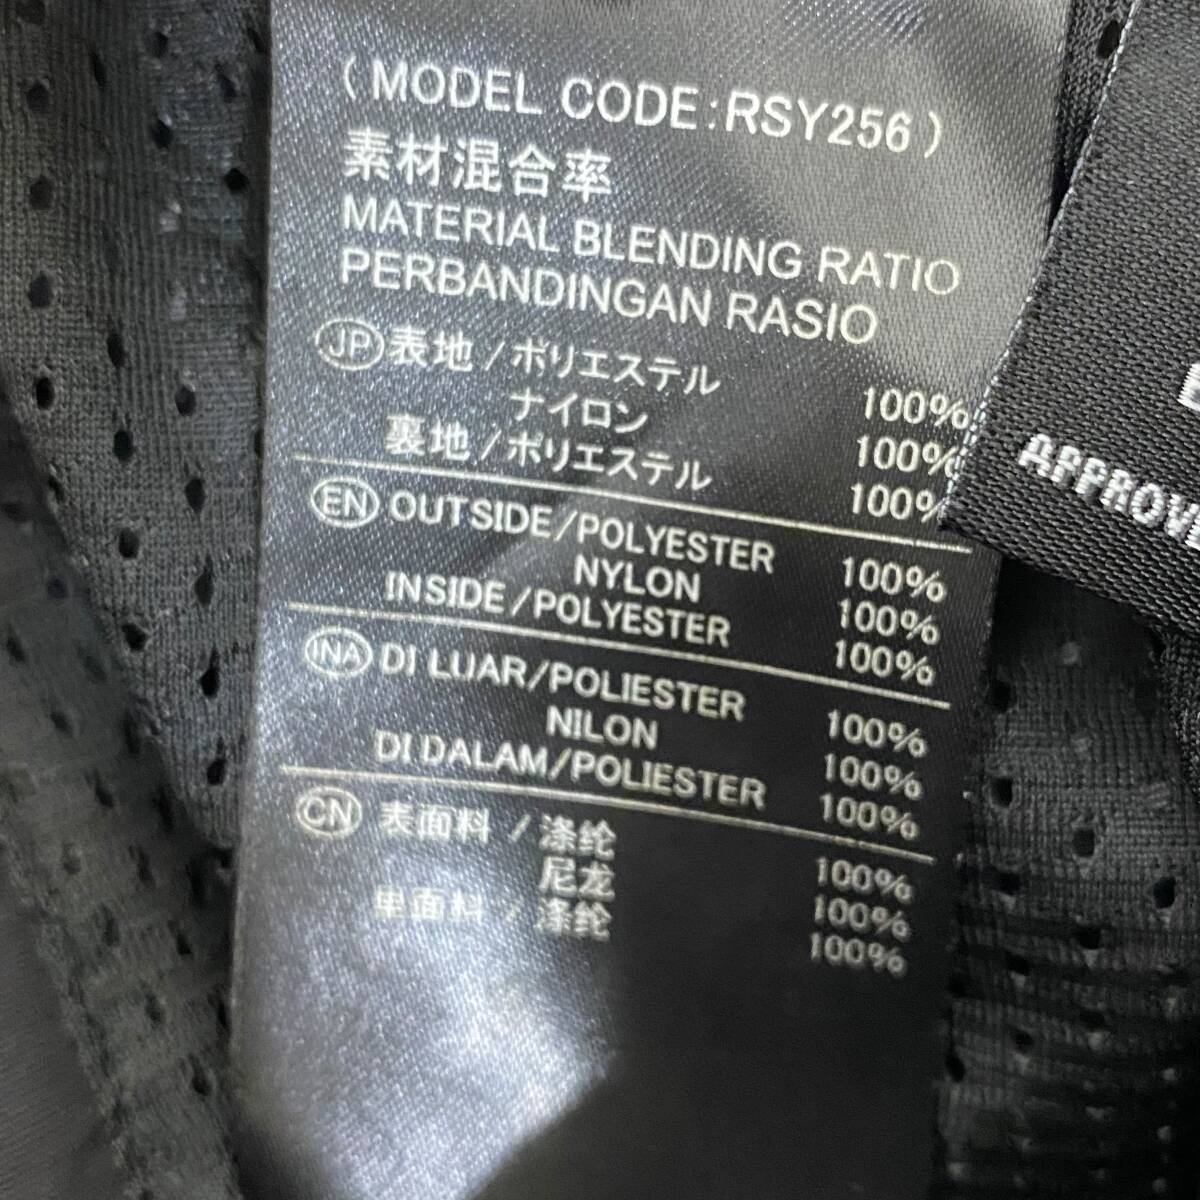 (MODEL CODE:RSY256)
素材混合率
MATERIAL BLENDING RATIO
PERBANDINGAN RASIO
JP 表地/ポリエステル 100%
ナイロン 100%
裏地/ポリエステル 100%
EN OUTSIDE/POLYESTER 100%
NYLON 100%
INSIDE/POLYESTER 100%
INA DI LUAR/POLIESTER 100%
NILON 100%
DI DALAM/POLIESTER 100%
CN 表面料/涤纶 100%
尼龙 100%
里面料/涤纶 100%